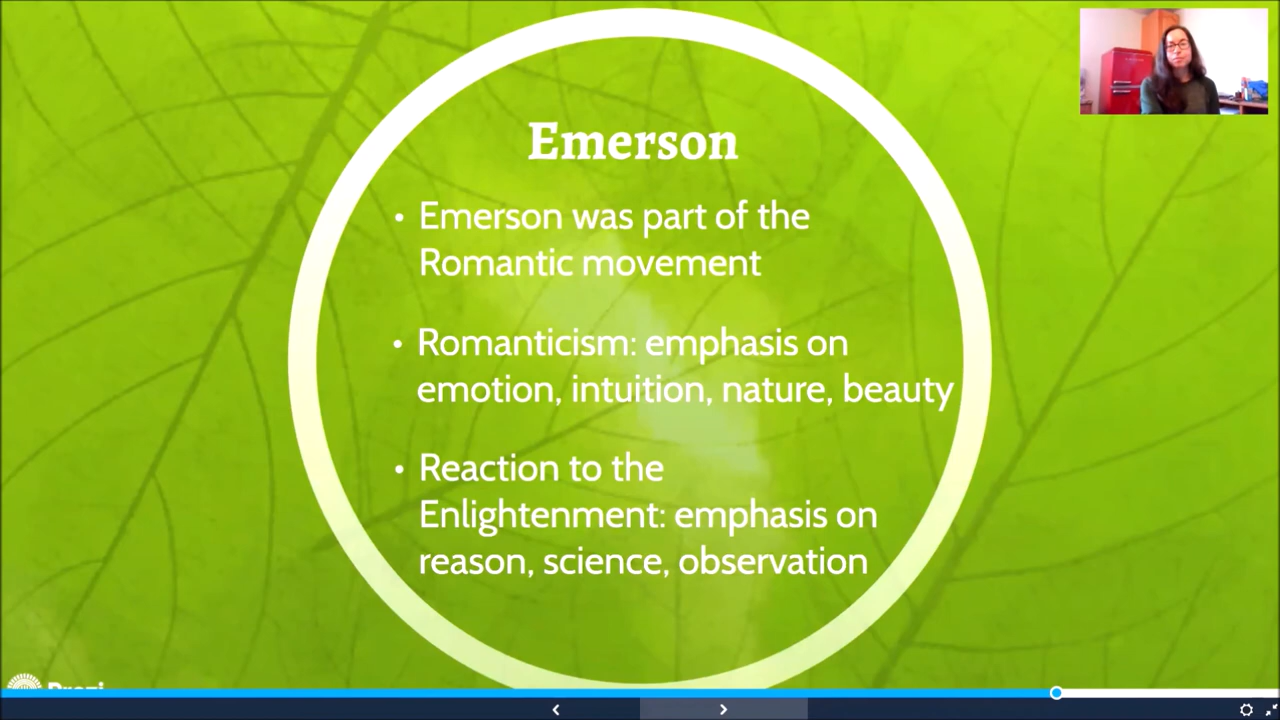 Emerson
• Emerson was part of the
Romantic movement
• Romanticism: emphasis on
emotion, intuition, nature, beauty
• Reaction to the
Enlightenment: emphasis on
reason, science, observation
Prezi